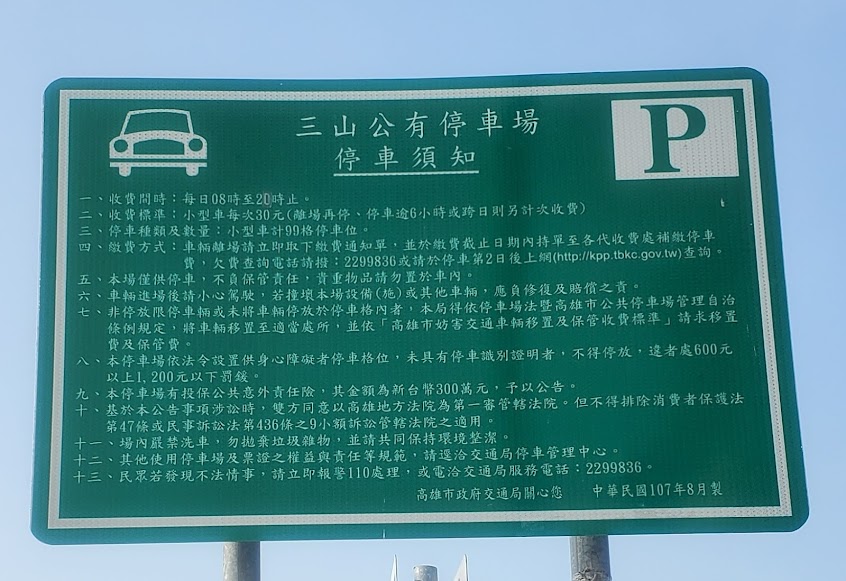 三山公有停車場
停車須知
P
一、收費時間：每日08時至20時止。
二、收費標準：小型車每次30元(離場再停、停車逾6小時或跨日則另計次收費)
三、停車種類及數量：小型車計99格停車位。
四、繳費方式：車輛離場請立即取下繳費通知單，並於繳費截止日期內持單至各代收費處補繳停車
費，欠費查詢電話請撥：2299836或請於停車第2日後上網(http://kpp.tbkc.gov.tw)查詢。
五、本場僅供停車，不負保管責任，貴重物品請勿置於車內。
六、車輛進場後請小心駕駛，若撞壞本場設備(施)或其他車輛，應負修復及賠償之責。
七、非停放限停車輛或未將車輛停放於停車格內者，本局得依停車場法暨高雄市公共停車場管理自治
條例規定，將車輛移置至適當處所，並依「高雄市妨害交通車輛移置及保管收費標準」請求移置
費及保管費。
八、本停車場依法令設置供身心障礙者停車格位，未具有停車識別證明者，不得停放，違者處600元
以上1,200元以下罰鍰。
九、本停車場有投保公共意外責任險，其金額為新台幣300萬元，予以公告。
十、基於本公告事項涉訟時，雙方同意以高雄地方法院為第一審管轄法院。但不得排除消費者保護法
第47條或民事訴訟法第436條之9小額訴訟管轄法院之適用。
十一、場內嚴禁洗車，勿拋棄垃圾雜物，並請共同保持環境整潔。
十二、其他使用停車場及票證之權益與責任等規範，請逕洽交通局停車管理中心。
十三、民眾若發現不法情事，請立即報警110處理，或電洽交通局服務電話：2299836。
高雄市政府交通局關心您 中華民國107年8月製